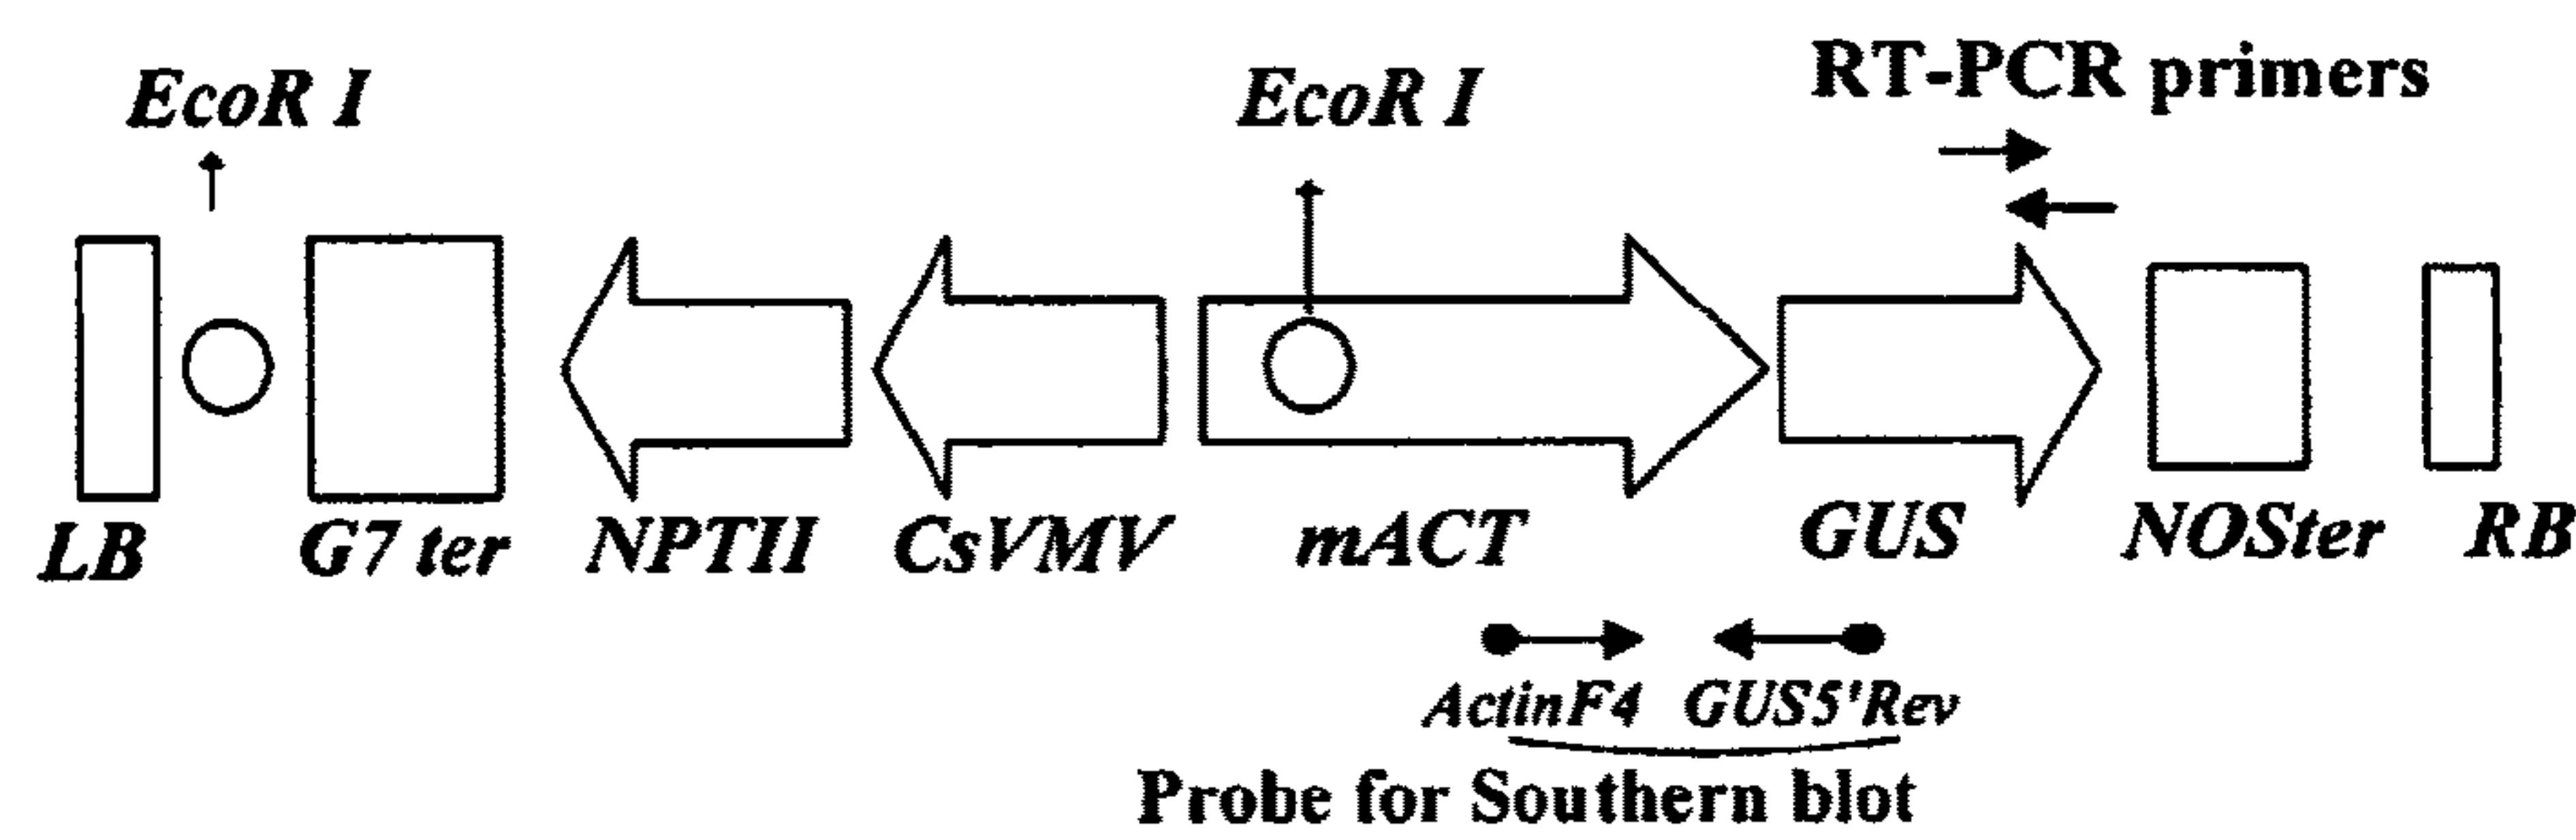 RT-PCR primers
EcoR I EcoR I
LB G7 ter NPTII CsVMV mACT GUS NOSter RB
ActinF4 GUS5'Rev
Probe for Southern blot